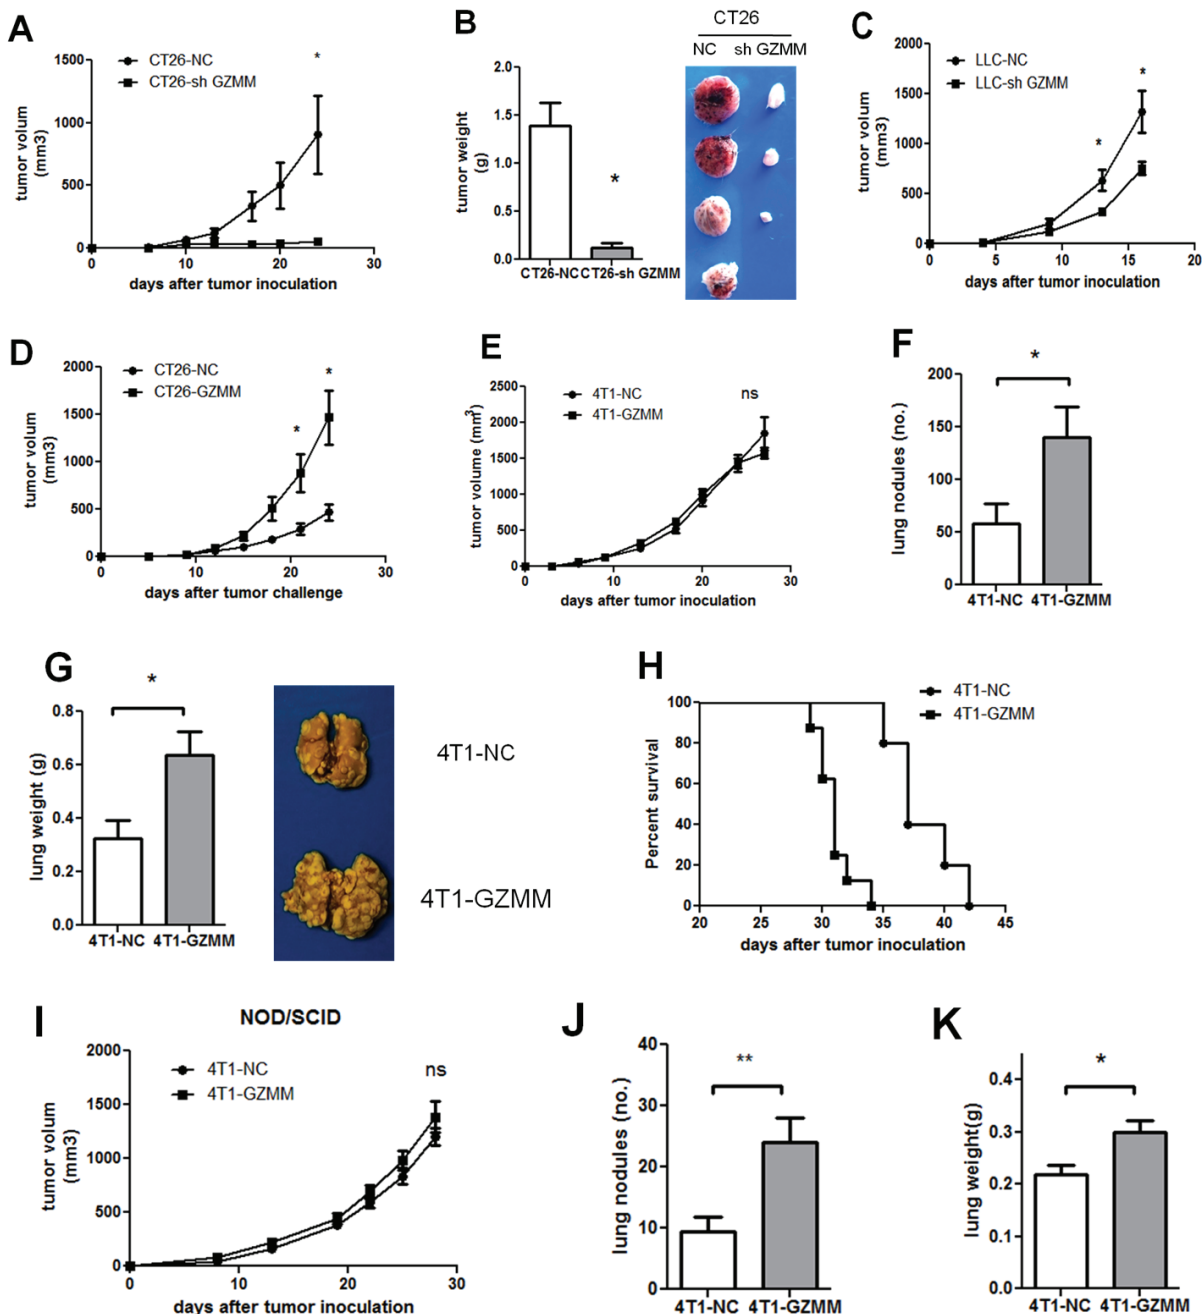 A
CT26-NC
CT26-sh GZMM
*
tumor volum
(mm3)
1500
1000
500
0
0 10 20 30
days after tumor inoculation
B
CT26
NC sh GZMM
tumor weight
(g)
2.0
1.5
1.0
0.5
0.0
*
CT26-NC CT26-sh GZMM
C
LLC-NC
LLC-sh GZMM
*
*
tumor volum
(mm3)
2000
1500
1000
500
0
0 5 10 15 20
days after tumor inoculation
D
CT26-NC
CT26-GZMM
*
*
tumor volum
(mm3)
2000
1500
1000
500
0
0 10 20 30
days after tumor challenge
E
4T1-NC
4T1-GZMM
ns
tumor volume (mm3)
2500
2000
1500
1000
500
0
0 10 20 30
days after tumor inoculation
F
*
lung nodules (no.)
200
150
100
50
0
4T1-NC 4T1-GZMM
G
*
lung weight (g)
0.8
0.6
0.4
0.2
0.0
4T1-NC 4T1-GZMM
4T1-NC
4T1-GZMM
H
4T1-NC
4T1-GZMM
Percent survival
100
80
60
40
20
0
20 25 30 35 40 45
days after tumor inoculation
I
NOD/SCID
4T1-NC
4T1-GZMM
ns
tumor volum
(mm3)
2000
1500
1000
500
0
0 10 20 30
days after tumor inoculation
J
**
lung nodules (no.)
40
30
20
10
0
4T1-NC 4T1-GZMM
K
*
lung weight(g)
0.4
0.3
0.2
0.1
0.0
4T1-NC 4T1-GZMM